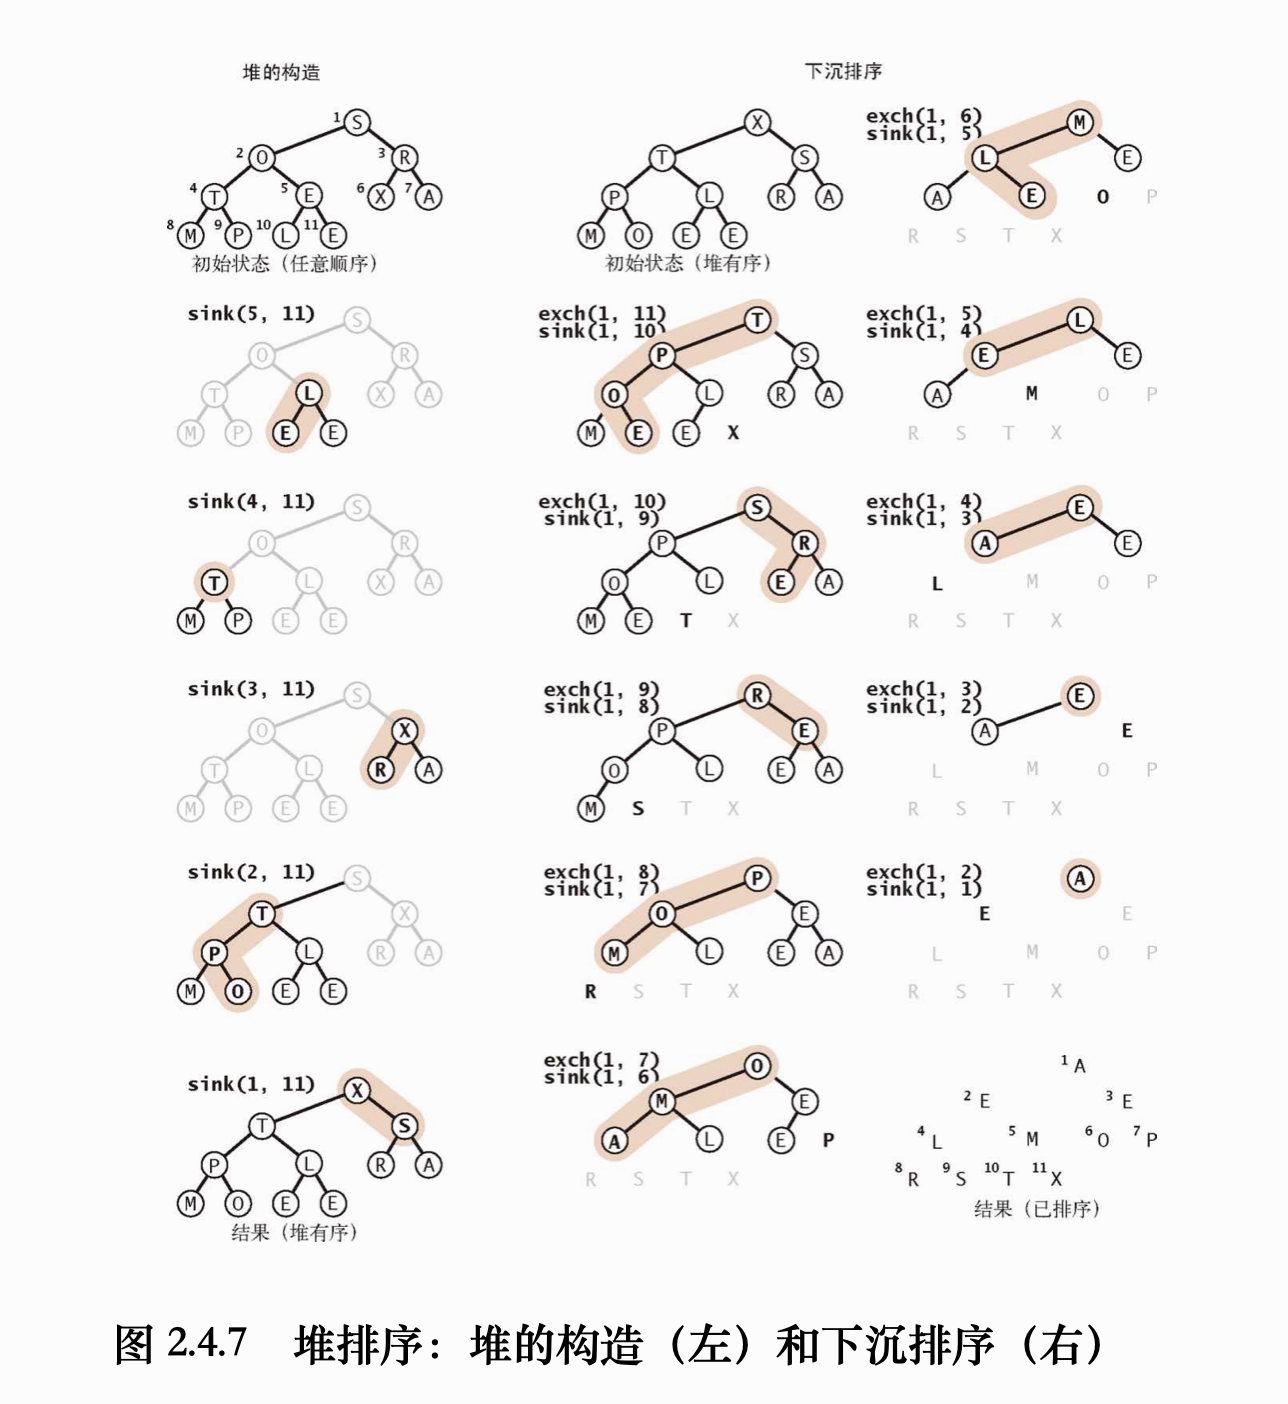 堆的构造
1 S
2 O 3 R
4 T 5 E 6 X 7 A
8 M 9 P 10 L 11 E
初始状态（任意顺序）
sink(5, 11)
S
O R
T L X A
M P E E
sink(4, 11)
S
O R
T L X A
M P E E
sink(3, 11)
S
O X
T L R A
M P E E
sink(2, 11)
S
T X
P L R A
M O E E
sink(1, 11)
X
T S
P L R A
M O E E
结果（堆有序）
下沉排序
X
T S
P L R A
M O E E
初始状态（堆有序）
exch(1, 11)
sink(1, 10)
T
P S
O L R A
M E E X
exch(1, 10)
sink(1, 9)
S
P R
O L E A
M E T X
exch(1, 9)
sink(1, 8)
R
P E
O L E A
M S T X
exch(1, 8)
sink(1, 7)
P
O E
M L E A
R S T X
exch(1, 7)
sink(1, 6)
O
M E
A L E P
R S T X
exch(1, 6)
sink(1, 5)
M
L E
A E O P
R S T X
exch(1, 5)
sink(1, 4)
L
E E
A M O P
R S T X
exch(1, 4)
sink(1, 3)
E
A E
L M O P
R S T X
exch(1, 3)
sink(1, 2)
E
A E
L M O P
R S T X
exch(1, 2)
sink(1, 1)
A
E E
L M O P
R S T X
1 A
2 E 3 E
4 L 5 M 6 O 7 P
8 R 9 S 10 T 11 X
结果（已排序）
图 2.4.7 堆排序：堆的构造（左）和下沉排序（右）